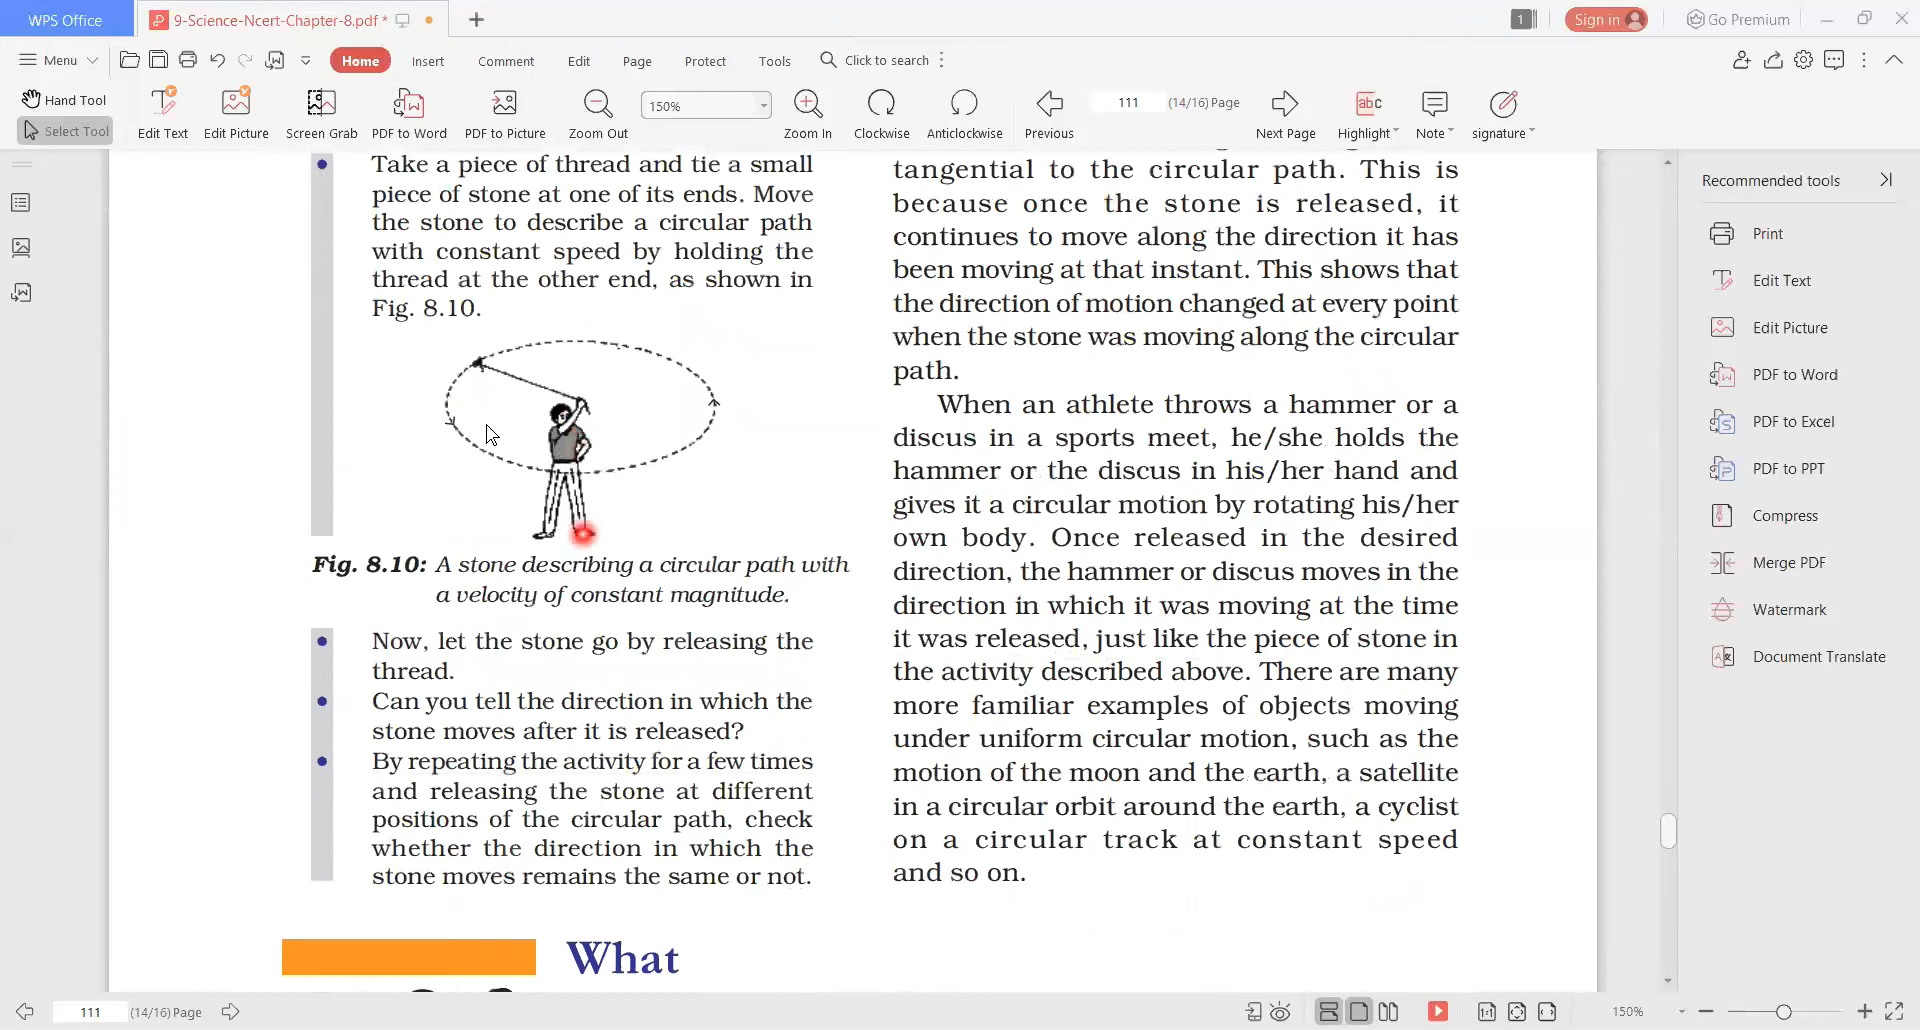 WPS Office
9-Science-Ncert-Chapter-8.pdf *
1
Sign in
Go Premium
Menu
Home
Insert
Comment
Edit
Page
Protect
Tools
Click to search
Hand Tool
Select Tool
Edit Text
Edit Picture
Screen Grab
PDF to Word
PDF to Picture
Zoom Out
150%
Zoom In
Clockwise
Anticlockwise
Previous
111
(14/16) Page
Next Page
Highlight
Note
signature
Take a piece of thread and tie a small
piece of stone at one of its ends. Move
the stone to describe a circular path
with constant speed by holding the
thread at the other end, as shown in
Fig. 8.10.
Fig. 8.10: A stone describing a circular path with
a velocity of constant magnitude.
Now, let the stone go by releasing the
thread.
Can you tell the direction in which the
stone moves after it is released?
By repeating the activity for a few times
and releasing the stone at different
positions of the circular path, check
whether the direction in which the
stone moves remains the same or not.
tangential to the circular path. This is
because once the stone is released, it
continues to move along the direction it has
been moving at that instant. This shows that
the direction of motion changed at every point
when the stone was moving along the circular
path.
When an athlete throws a hammer or a
discus in a sports meet, he/she holds the
hammer or the discus in his/her hand and
gives it a circular motion by rotating his/her
own body. Once released in the desired
direction, the hammer or discus moves in the
direction in which it was moving at the time
it was released, just like the piece of stone in
the activity described above. There are many
more familiar examples of objects moving
under uniform circular motion, such as the
motion of the moon and the earth, a satellite
in a circular orbit around the earth, a cyclist
on a circular track at constant speed
and so on.
What
Recommended tools
Print
Edit Text
Edit Picture
PDF to Word
PDF to Excel
PDF to PPT
Compress
Merge PDF
Watermark
Document Translate
111
(14/16) Page
150%